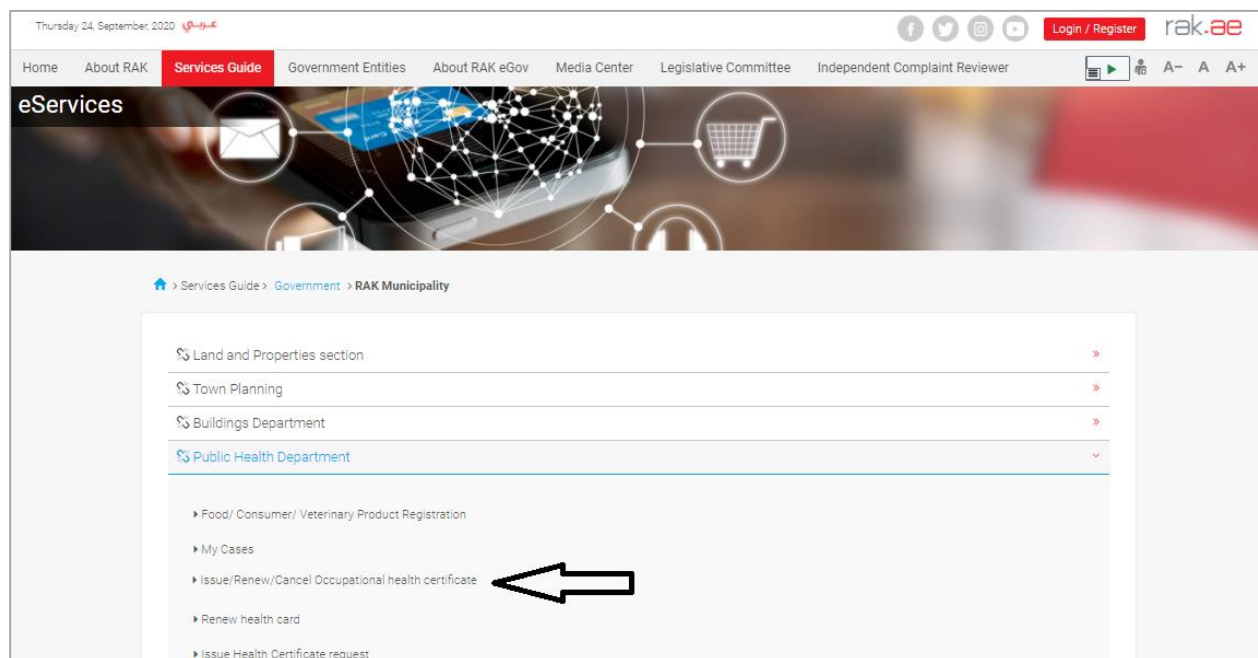 Thursday 24, September, 2020 عربي
Login / Register rak.ae
Home About RAK Services Guide Government Entities About RAK eGov Media Center Legislative Committee Independent Complaint Reviewer A- A A+
eServices
> Services Guide > Government > RAK Municipality
Land and Properties section
Town Planning
Buildings Department
Public Health Department
Food/ Consumer/ Veterinary Product Registration
My Cases
Issue/Renew/Cancel Occupational health certificate
Renew health card
Issue Health Certificate request